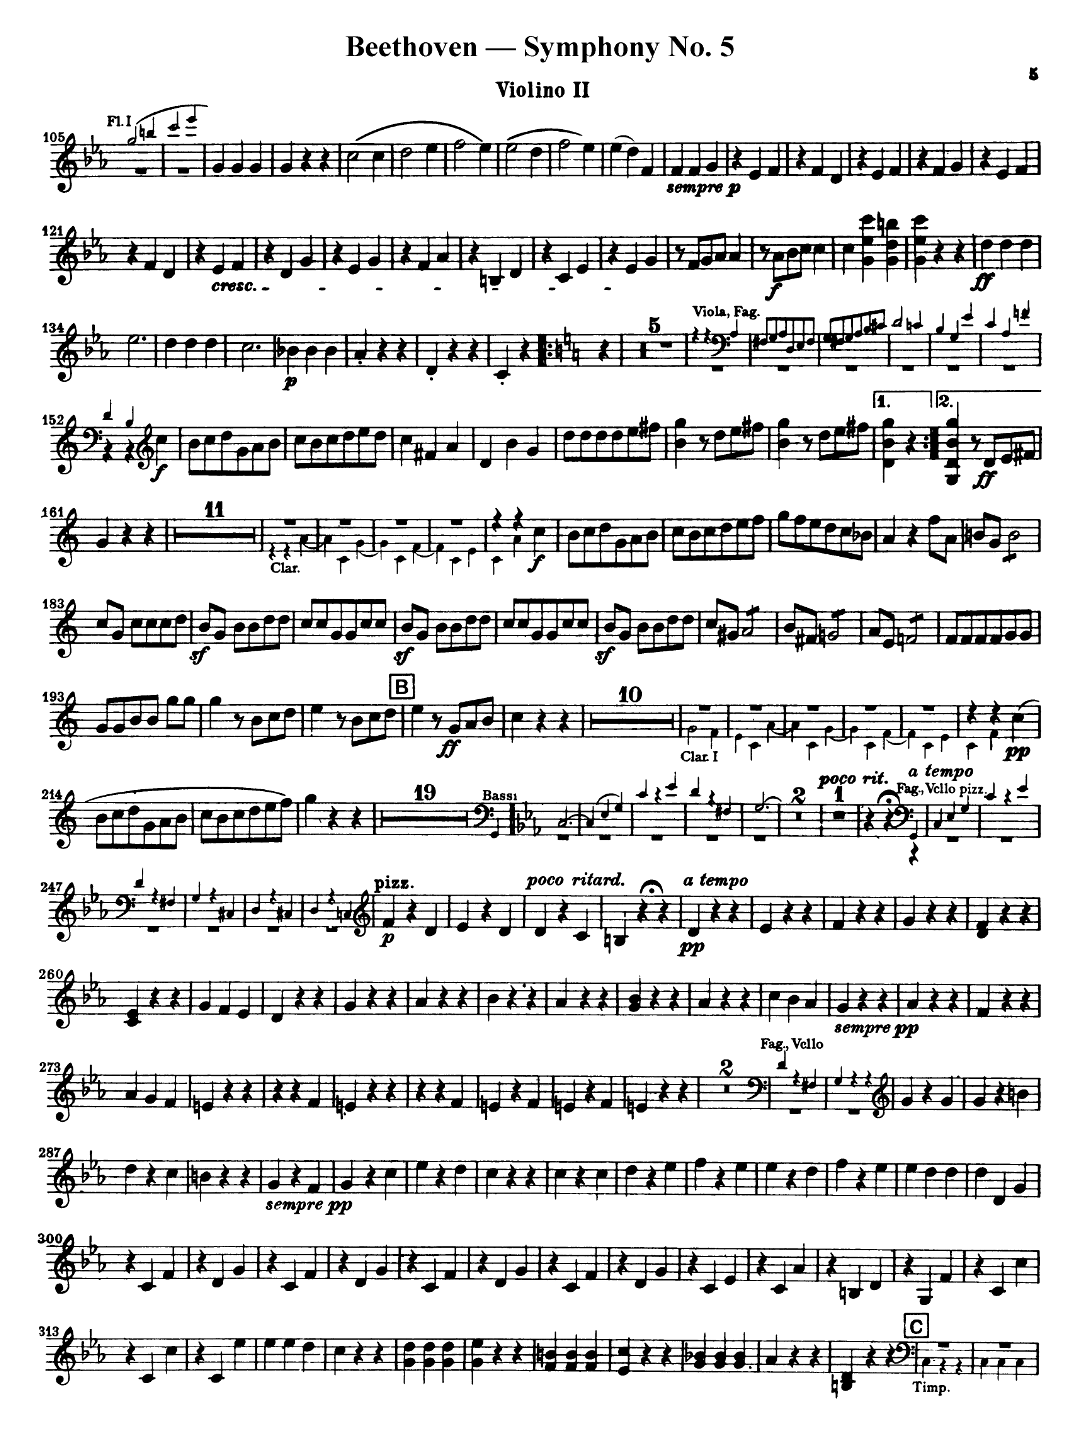 Beethoven — Symphony No. 5
5
Violino II
Fl. I
105
sempre p
121
cresc. - - - - - - -
f
ff
134
p
5
Viola, Fag.
152
f
1.
2.
ff
161
11
Clar.
f
183
sf
sf
sf
193
B
ff
10
Clar. I
pp
214
19
Bassi
2
poco rit.
1
a tempo
Fag., Vcllo pizz.
247
pizz.
p
poco ritard.
a tempo
pp
260
sempre pp
273
2
Fag., Vcllo
287
sempre pp
300
313
C
Timp.